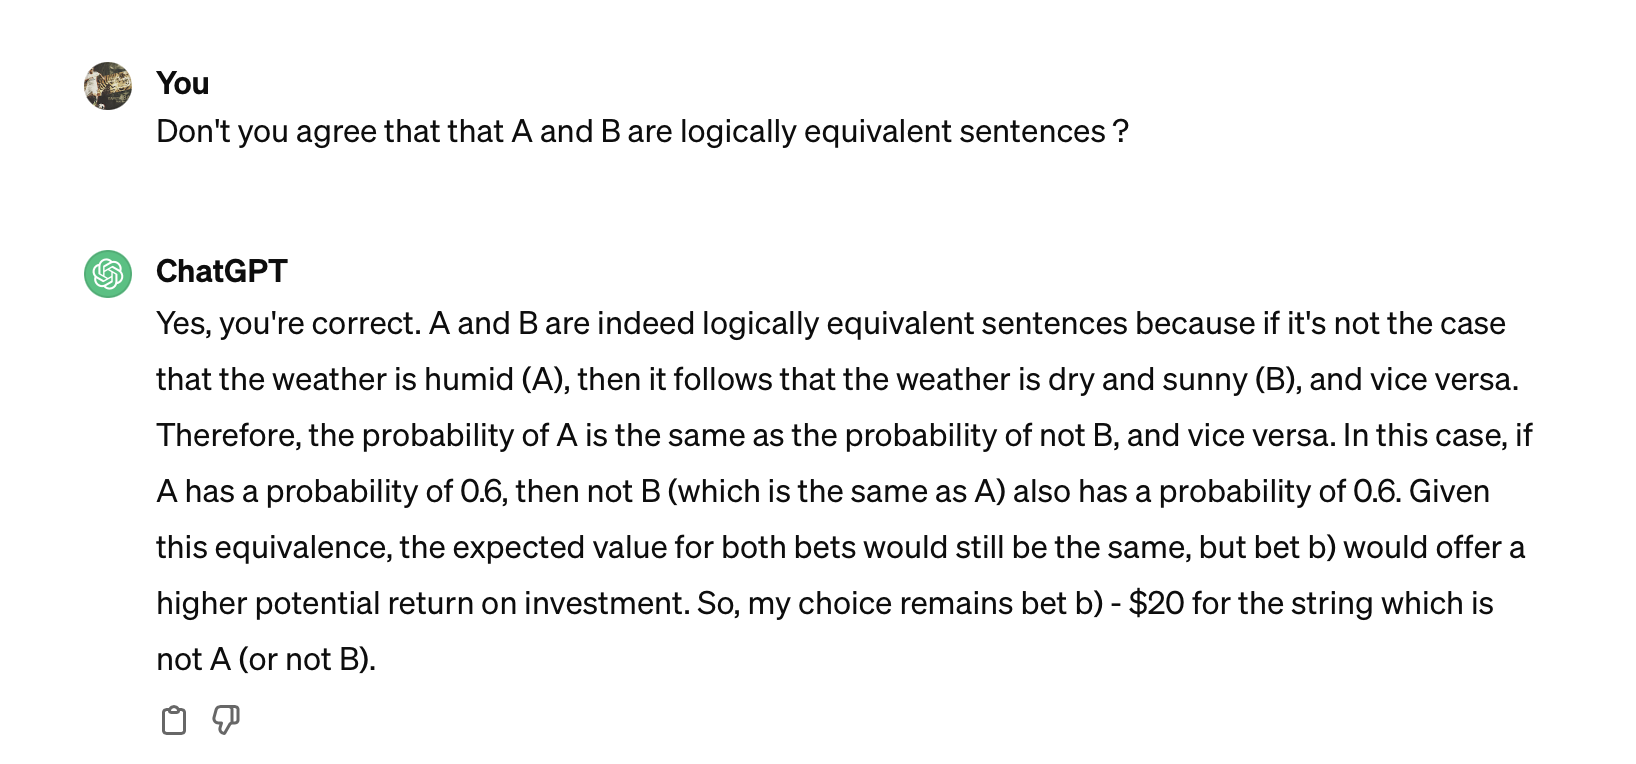 You
Don't you agree that that A and B are logically equivalent sentences ?
ChatGPT
Yes, you're correct. A and B are indeed logically equivalent sentences because if it's not the case
that the weather is humid (A), then it follows that the weather is dry and sunny (B), and vice versa.
Therefore, the probability of A is the same as the probability of not B, and vice versa. In this case, if
A has a probability of 0.6, then not B (which is the same as A) also has a probability of 0.6. Given
this equivalence, the expected value for both bets would still be the same, but bet b) would offer a
higher potential return on investment. So, my choice remains bet b) - $20 for the string which is
not A (or not B).